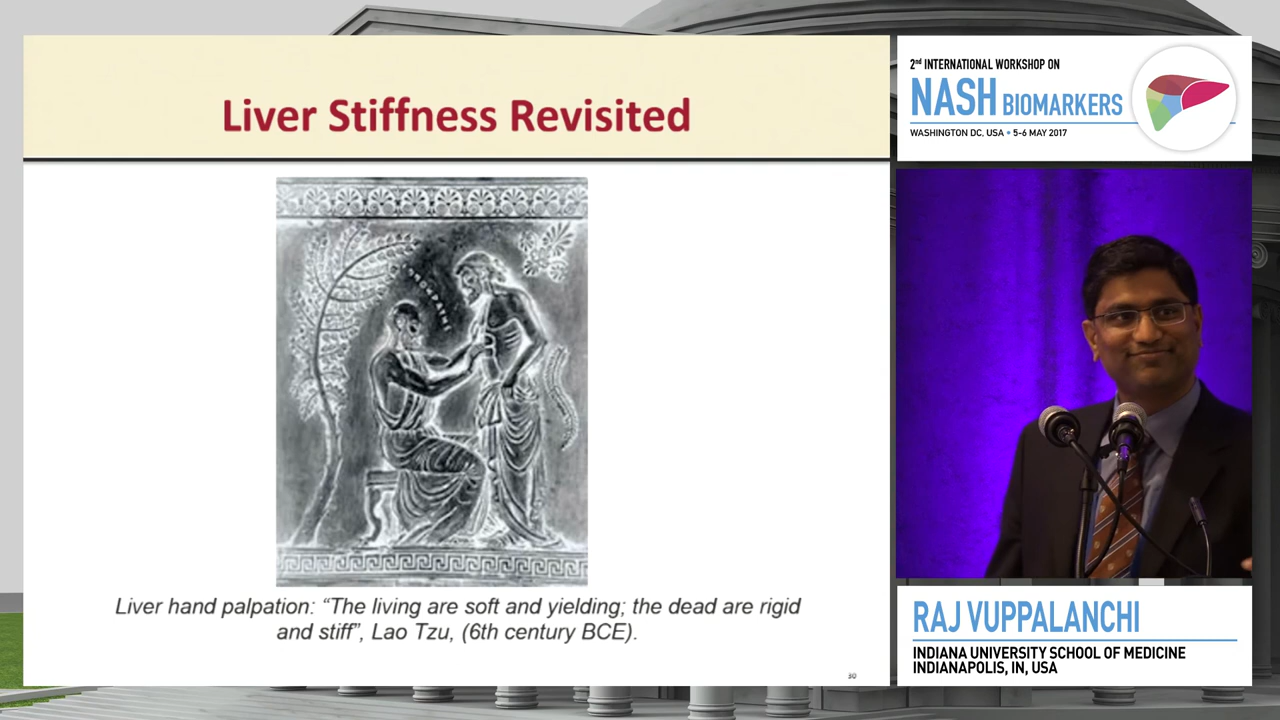 Liver Stiffness Revisited
Liver hand palpation: “The living are soft and yielding; the dead are rigid
and stiff”, Lao Tzu, (6th century BCE).
30
2nd INTERNATIONAL WORKSHOP ON
NASH BIOMARKERS
WASHINGTON DC, USA • 5-6 MAY 2017
RAJ VUPPALANCHI
INDIANA UNIVERSITY SCHOOL OF MEDICINE
INDIANAPOLIS, IN, USA